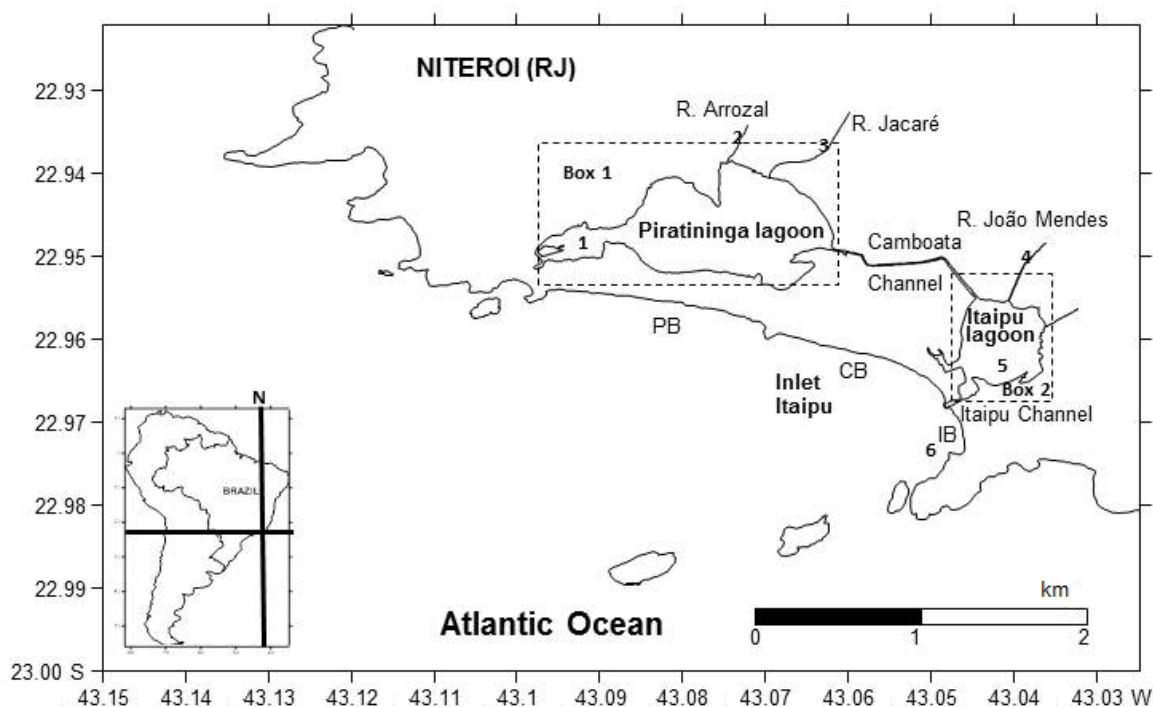 NITEROI (RJ)
22.93
R. Arrozal
2
R. Jacaré
3
22.94
Box 1
Piratininga lagoon
1
R. João Mendes
4
Camboata
Channel
22.95
Itaipu
lagoon
5
Box 2
22.96
PB
CB
Inlet
Itaipu
Itaipu Channel
22.97
IB
6
N
BRAZIL
22.98
22.99
km
Atlantic Ocean
0
1
2
23.00 S
43.15
43.14
43.13
43.12
43.11
43.1
43.09
43.08
43.07
43.06
43.05
43.04
43.03 W